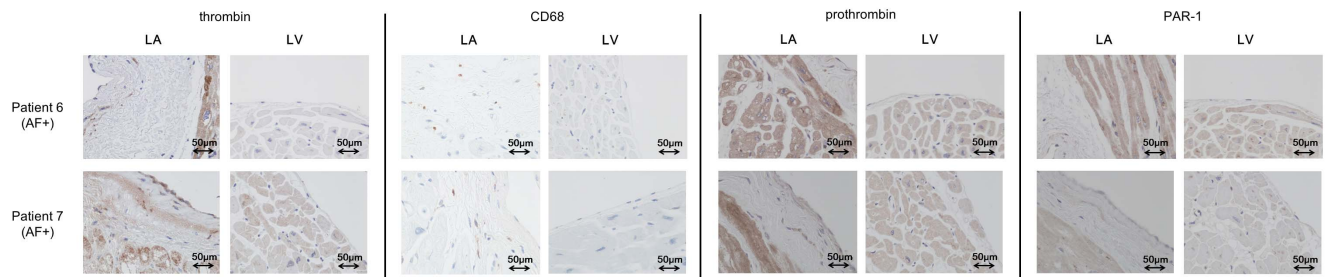 thrombin CD68 prothrombin PAR-1
LA LV LA LV LA LV LA LV
Patient 6
(AF+)
50μm 50μm 50μm 50μm 50μm 50μm 50μm 50μm
Patient 7
(AF+)
50μm 50μm 50μm 50μm 50μm 50μm 50μm 50μm